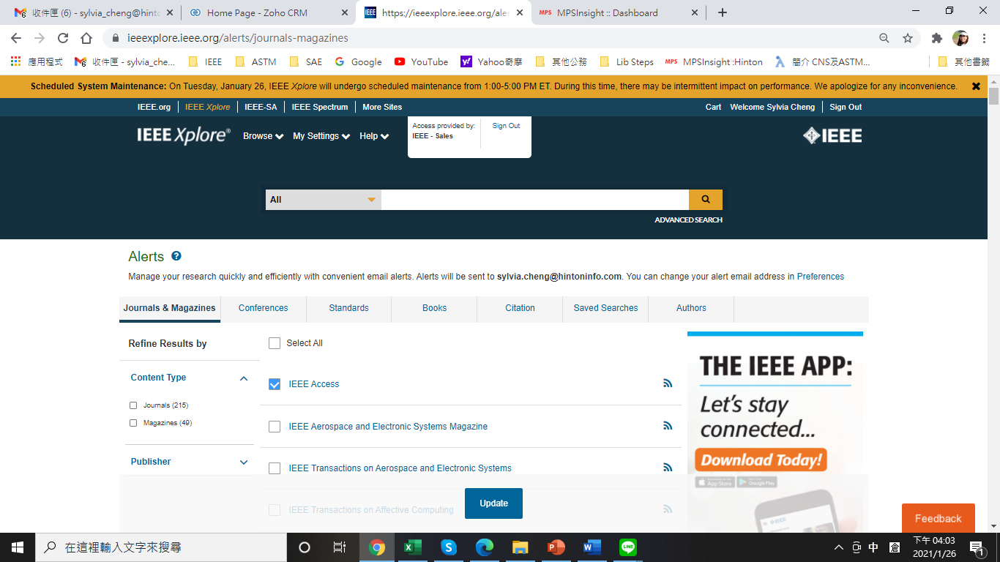 收件匣 (6) - sylvia_cheng@hint
Home Page - Zoho CRM
https://ieeexplore.ieee.org/aler
MPS MPSInsight :: Dashboard
ieeexplore.ieee.org/alerts/journals-magazines
應用程式 收件匣 - sylvia_che... IEEE ASTM SAE Google YouTube Yahoo奇摩 其他公務 Lib Steps MPS MPSInsight :Hinton 簡介 CNS及ASTM... 其他書籤
Scheduled System Maintenance: On Tuesday, January 26, IEEE Xplore will undergo scheduled maintenance from 1:00-5:00 PM ET. During this time, there may be intermittent impact on performance. We apologize for any inconvenience.
IEEE.org IEEE Xplore IEEE-SA IEEE Spectrum More Sites Cart Welcome Sylvia Cheng Sign Out
IEEE Xplore® Browse My Settings Help
Access provided by:
IEEE - Sales
Sign Out
IEEE
All
ADVANCED SEARCH
Alerts ?
Manage your research quickly and efficiently with convenient email alerts. Alerts will be sent to sylvia.cheng@hintoninfo.com. You can change your alert email address in Preferences
Journals & Magazines Conferences Standards Books Citation Saved Searches Authors
Refine Results by
Content Type
Journals (215)
Magazines (49)
Publisher
Select All
IEEE Access
IEEE Aerospace and Electronic Systems Magazine
IEEE Transactions on Aerospace and Electronic Systems
IEEE Transactions on Affective Computing
Update
THE IEEE APP:
Let's stay
connected...
Download Today!
App Store Google Play
Feedback
在這裡輸入文字來搜尋
中 下午 04:03
2021/1/26
1